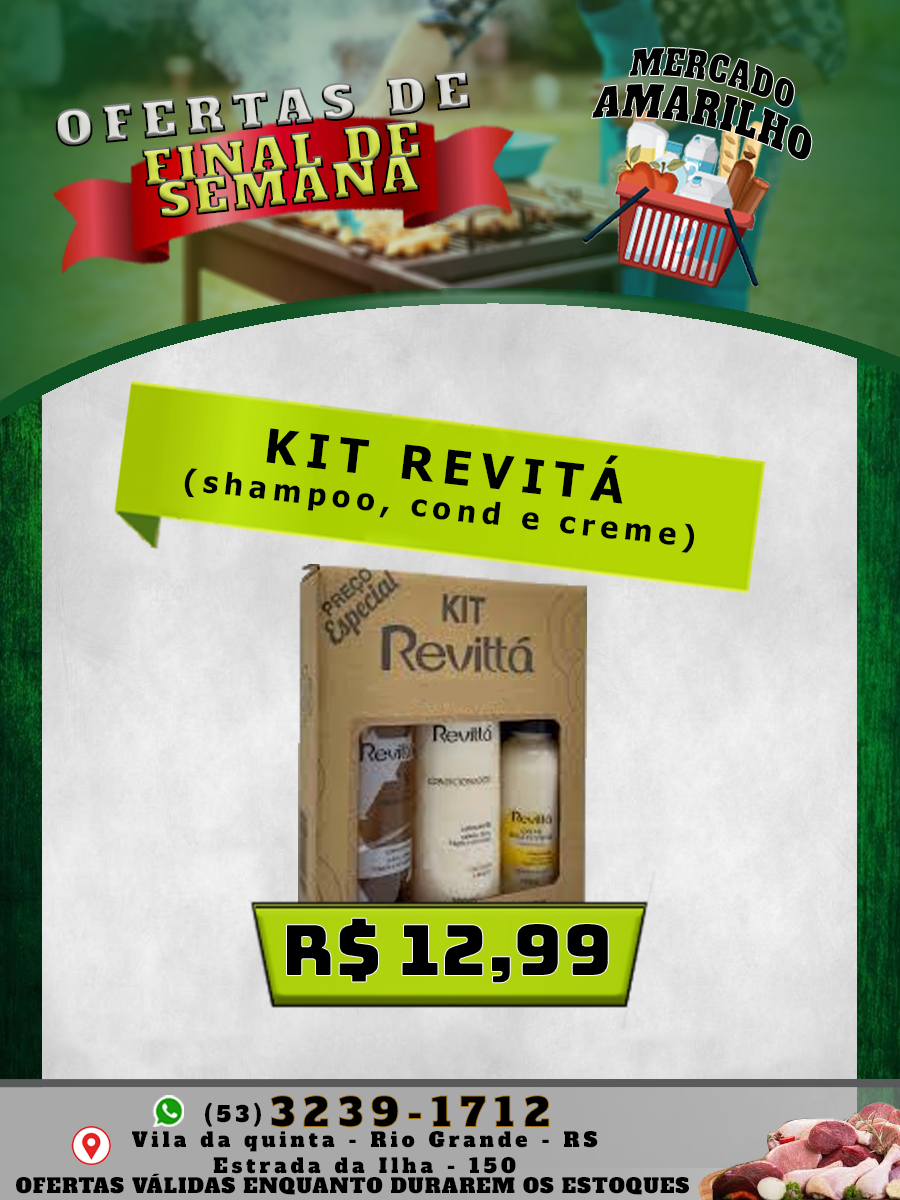 OFERTAS DE
FINAL DE
SEMANA
MERCADO
AMARILHO
KIT REVITÁ
(shampoo, cond e creme)
PREÇO
Especial
KIT
Revittá
Revittá
Revittá
CONDICIONADOR
Revittá
R$ 12,99
(53) 3239-1712
Vila da quinta - Rio Grande - RS
Estrada da Ilha - 150
OFERTAS VÁLIDAS ENQUANTO DURAREM OS ESTOQUES